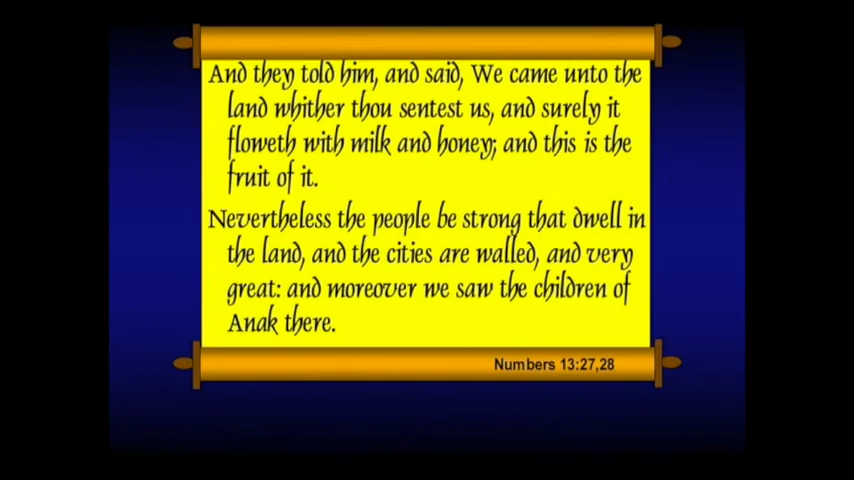 And they told him, and said, We came unto the
land whither thou sentest us, and surely it
floweth with milk and honey; and this is the
fruit of it.
Nevertheless the people be strong that dwell in
the land, and the cities are walled, and very
great: and moreover we saw the children of
Anak there.
Numbers 13:27,28